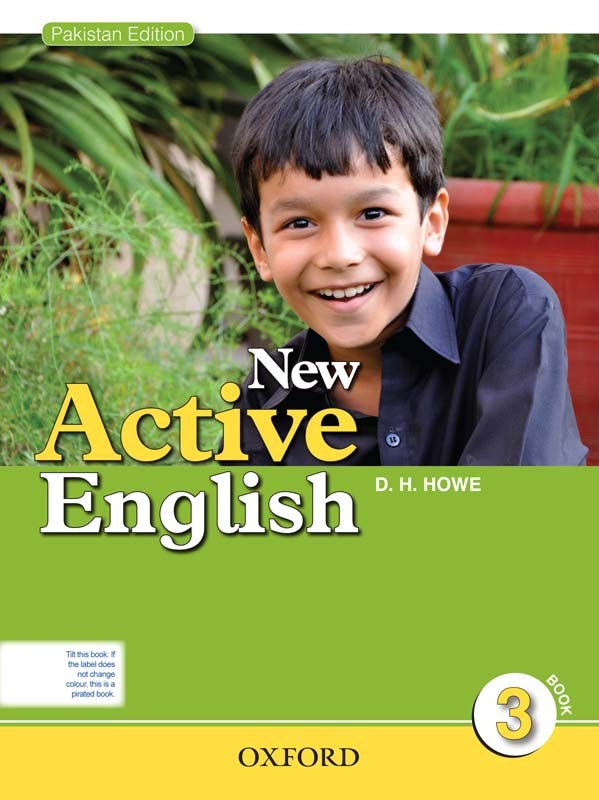 Pakistan Edition
New
Active
English
D. H. HOWE
Tilt this book. If
the label does
not change
colour, this is a
pirated book.
BOOK
3
OXFORD